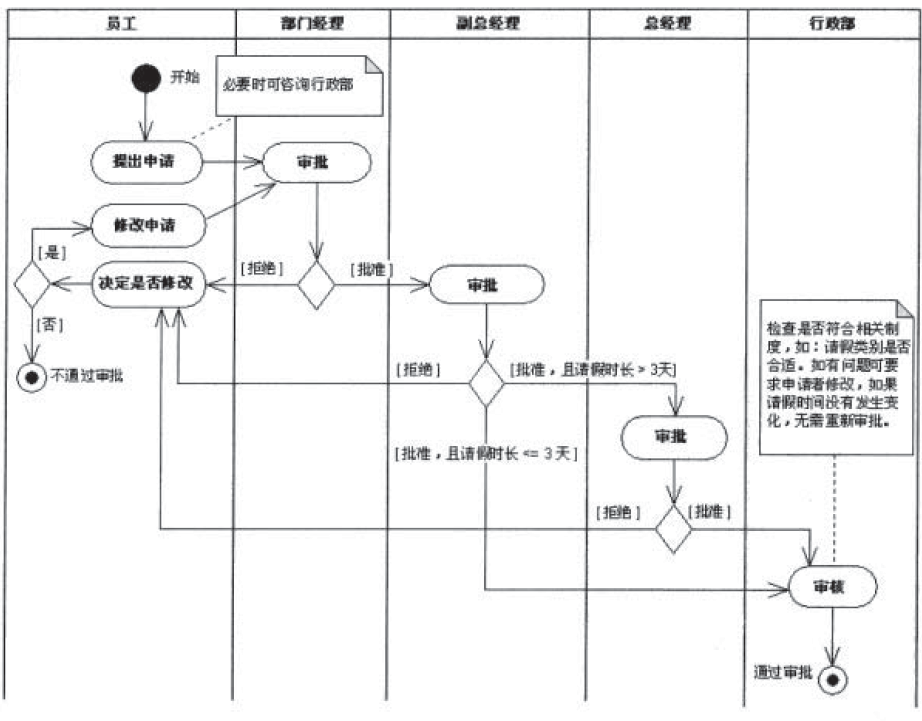 员工
部门经理
副总经理
总经理
行政部
开始
必要时可咨询行政部
提出申请
审批
修改申请
[是]
决定是否修改
[拒绝]
[批准]
审批
[否]
不通过审批
[拒绝]
[批准，且请假时长 > 3天]
检查是否符合相关制
度，如：请假类别是否
合适。如有问题可要
求申请者修改，如果
请假时间没有发生变
化，无需重新审批。
审批
[批准，且请假时长 <= 3 天]
[拒绝]
[批准]
审核
通过审批